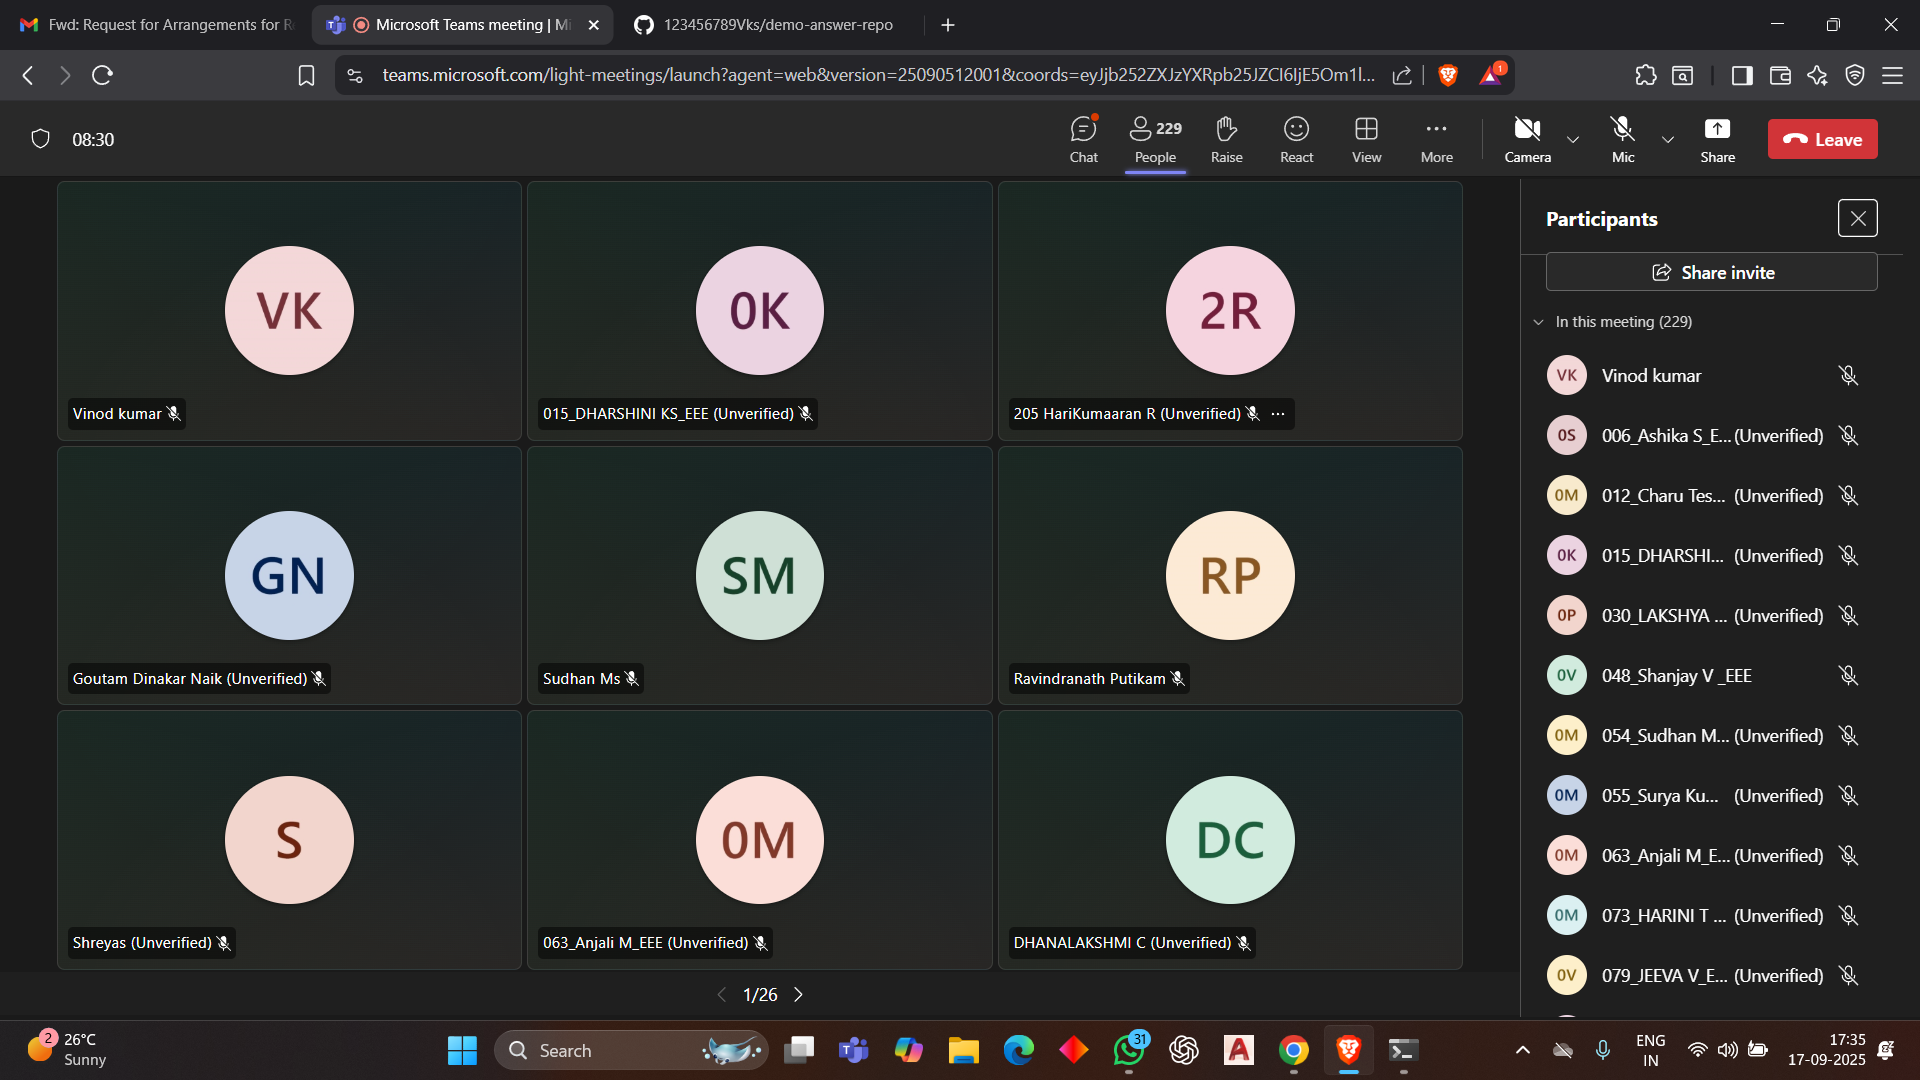 Fwd: Request for Arrangements for R
Microsoft Teams meeting | Mi
123456789Vks/demo-answer-repo
teams.microsoft.com/light-meetings/launch?agent=web&version=25090512001&coords=eyJjb252ZXJzYXRpb25JZCI6IjE5Om1l...
1
08:30
Chat
229
People
Raise
React
View
More
Camera
Mic
Share
Leave
VK
Vinod kumar
0K
015_DHARSHINI KS_EEE (Unverified)
2R
205 HariKumaaran R (Unverified)
GN
Goutam Dinakar Naik (Unverified)
SM
Sudhan Ms
RP
Ravindranath Putikam
S
Shreyas (Unverified)
0M
063_Anjali M_EEE (Unverified)
DC
DHANALAKSHMI C (Unverified)
1/26
Participants
Share invite
In this meeting (229)
VK Vinod kumar
0S 006_Ashika S_E... (Unverified)
0M 012_Charu Tes... (Unverified)
0K 015_DHARSHI... (Unverified)
0P 030_LAKSHYA ... (Unverified)
0V 048_Shanjay V _EEE
0M 054_Sudhan M... (Unverified)
0M 055_Surya Ku... (Unverified)
0M 063_Anjali M_E... (Unverified)
0M 073_HARINI T ... (Unverified)
0V 079_JEEVA V_E... (Unverified)
2
26°C
Sunny
Search
31
ENG
IN
17:35
17-09-2025